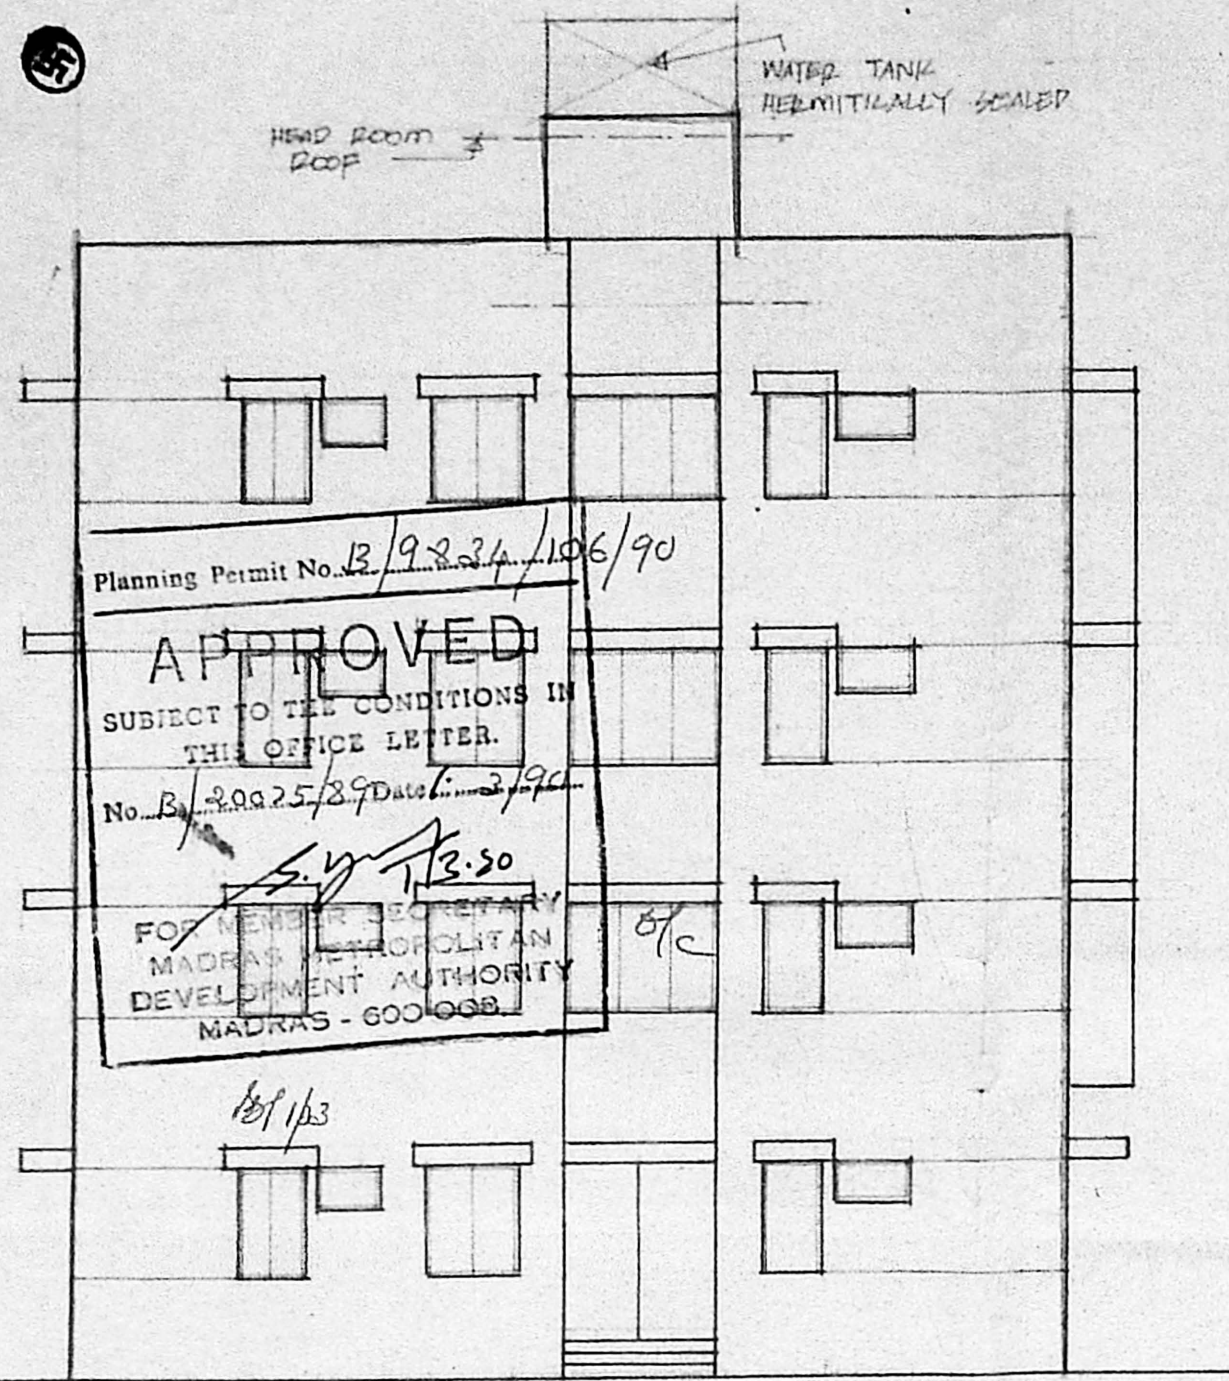 WATER TANK
HERMITICALLY SEALED
HEAD ROOM
ROOF
Planning Permit No. B/9834/106/90
APPROVED
SUBJECT TO THE CONDITIONS IN
THIS OFFICE LETTER.
No. B/20025/89 Date /3/90
FOR MEMBER SECRETARY
MADRAS METROPOLITAN
DEVELOPMENT AUTHORITY
MADRAS - 600 008.